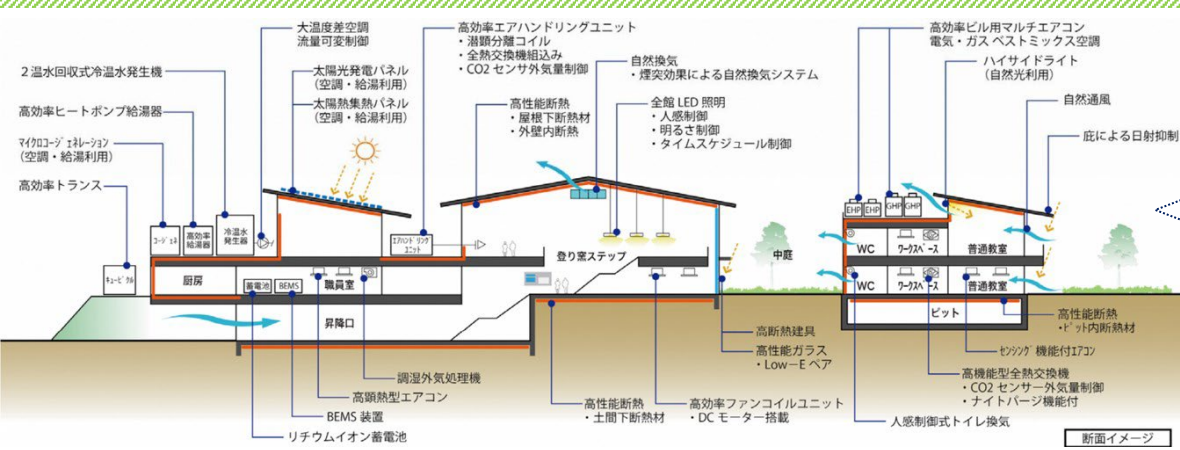 大温度差空調
流量可変制御
高効率エアハンドリングユニット
・潜顕分離コイル
・全熱交換機組込み
・CO2 センサ外気量制御
高効率ビル用マルチエアコン
電気・ガス ベストミックス空調
２温水回収式冷温水発生機
太陽光発電パネル
（空調・給湯利用）
太陽熱集熱パネル
（空調・給湯利用）
自然換気
・煙突効果による自然換気システム
ハイサイドライト
（自然光利用）
高効率ヒートポンプ給湯器
高性能断熱
・屋根下断熱材
・外壁内断熱
全館 LED 照明
・人感制御
・明るさ制御
・タイムスケジュール制御
自然通風
庇による日射抑制
ﾏｲｸﾛｺｰｼﾞｪﾈﾚｰｼｮﾝ
（空調・給湯利用）
高効率トランス
コージェネ
高効率
給湯器
冷温水
発生器
ｴｱﾊﾝﾄﾞﾘﾝｸﾞ
ユニット
EHP
EHP
GHP
GHP
登り窓ステップ
中庭
WC
ワークスペース
普通教室
キュービクル
厨房
蓄電池
BEMS
職員室
WC
ワークスペース
普通教室
昇降口
ピット
高断熱建具
高性能ガラス
・Low－E ペア
高性能断熱
・ﾋﾟｯﾄ内断熱材
ｾﾝｼﾝｸﾞ機能付ｴｱｺﾝ
調湿外気処理機
高顕熱型エアコン
BEMS 装置
リチウムイオン蓄電池
高性能断熱
・土間下断熱材
高効率ファンコイルユニット
・DC モーター搭載
高機能型全熱交換機
・CO2 センサー外気量制御
・ナイトパージ機能付
人感制御式トイレ換気
断面イメージ